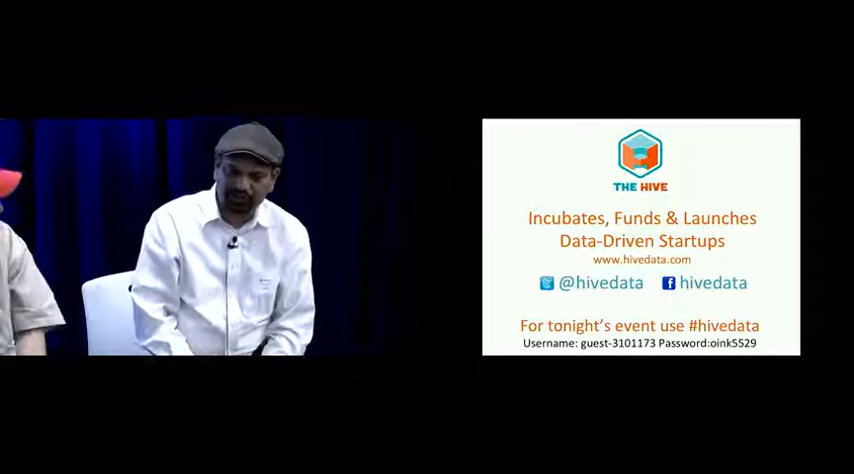 THE HIVE
Incubates, Funds & Launches
Data-Driven Startups
www.hivedata.com
@hivedata hivedata
For tonight's event use #hivedata
Username: guest-3101173 Password:oink5529